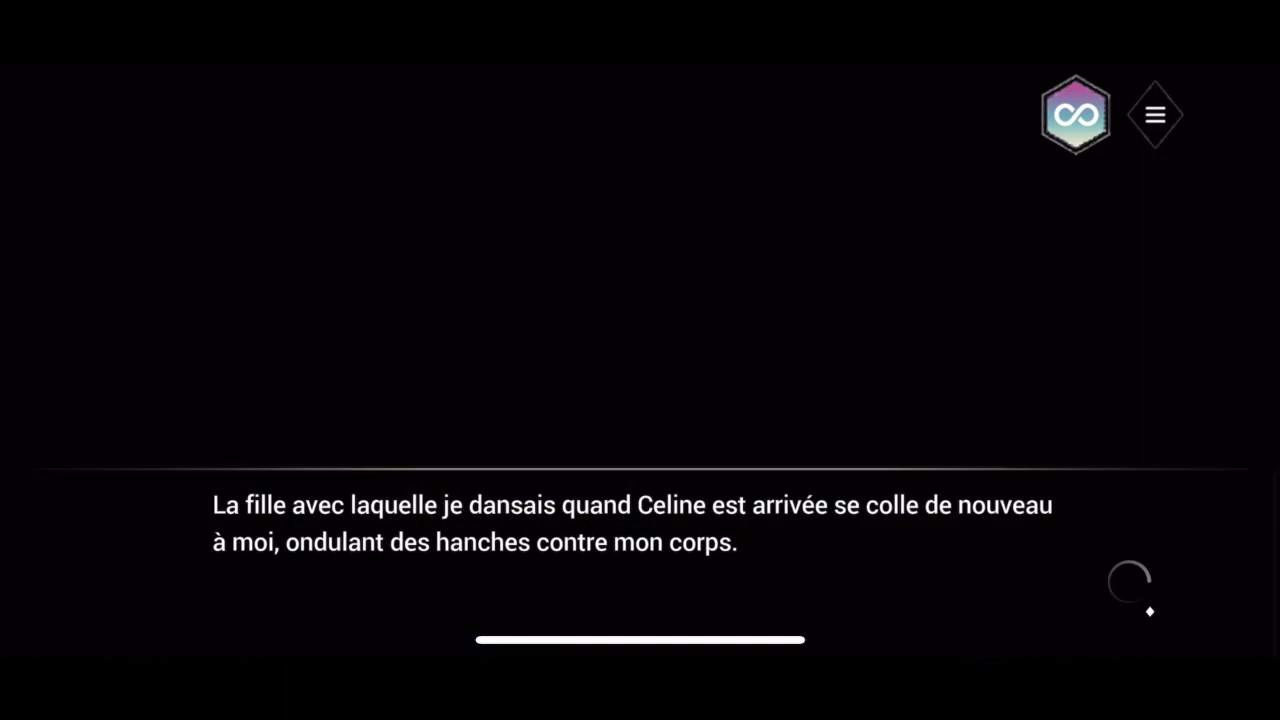 La fille avec laquelle je dansais quand Celine est arrivée se colle de nouveau
à moi, ondulant des hanches contre mon corps.